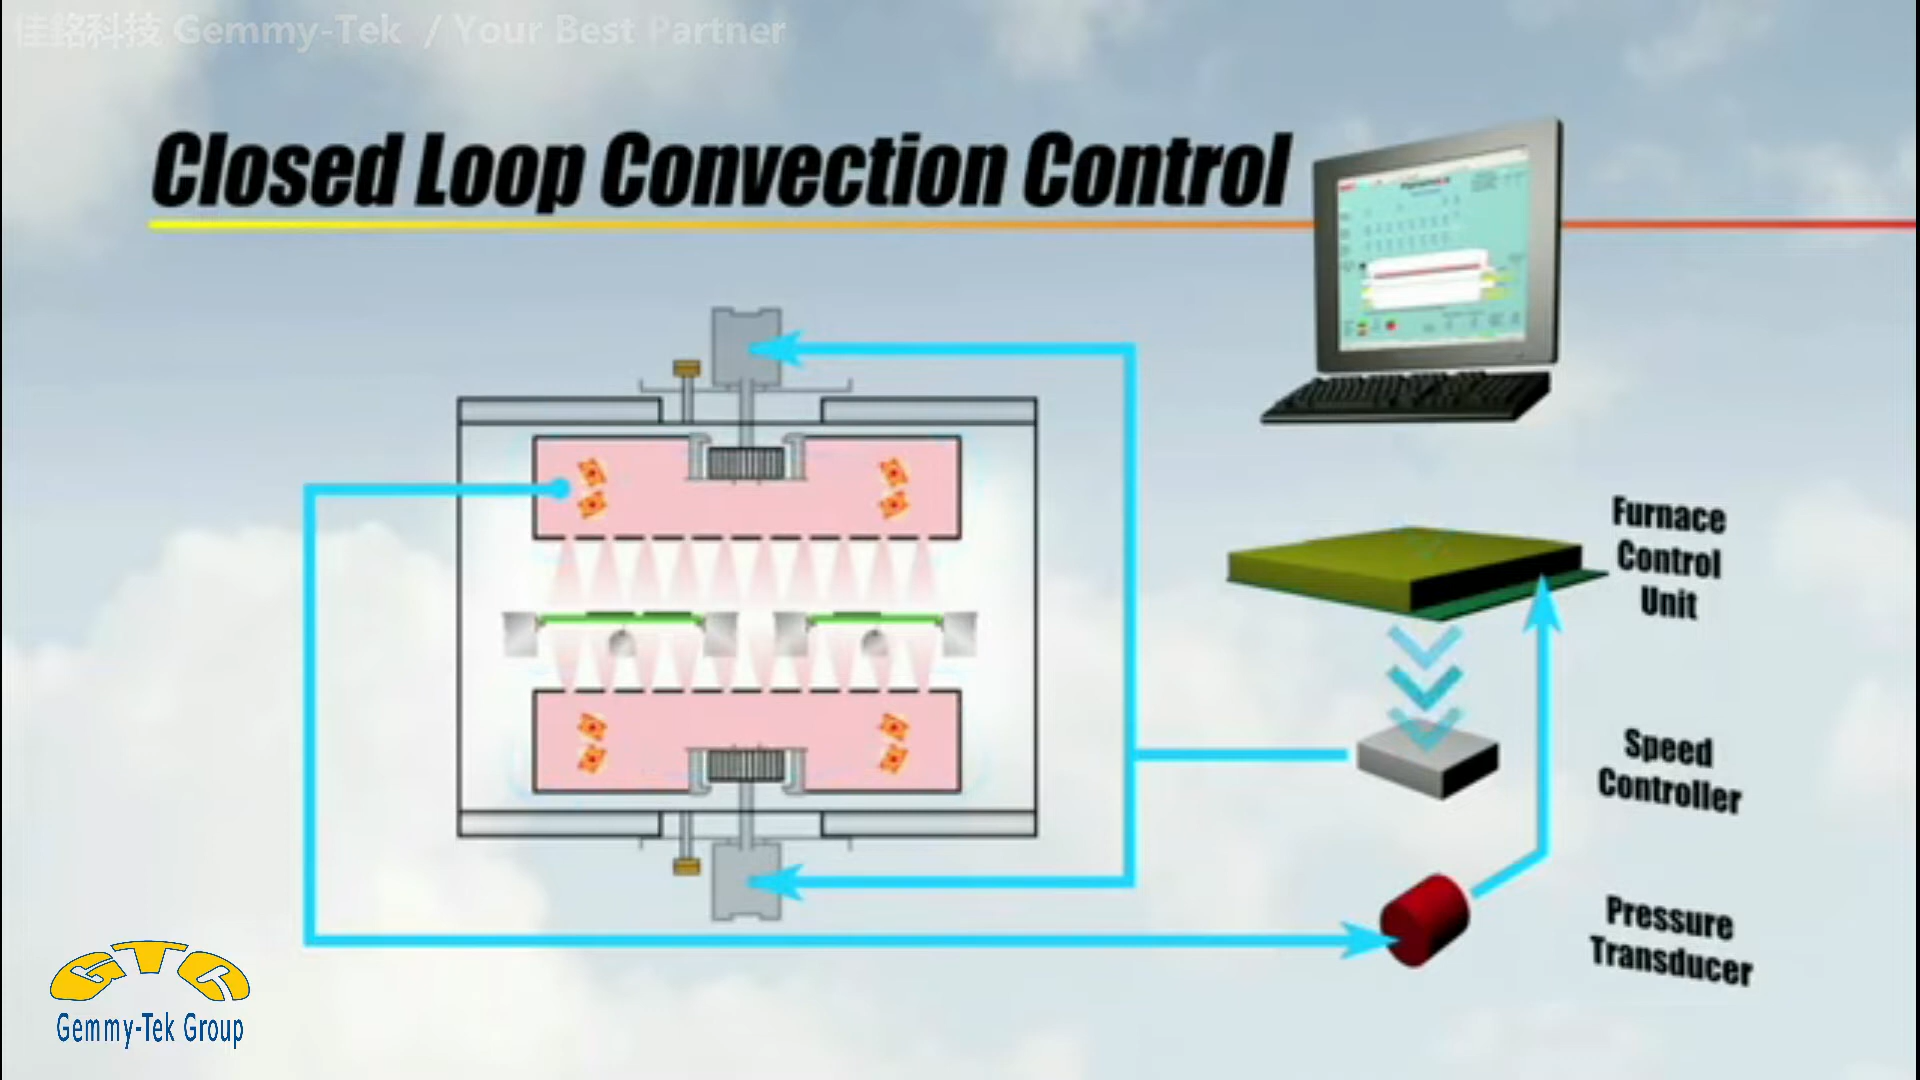 佳銘科技 Gemmy-Tek / Your Best Partner
Closed Loop Convection Control
Furnace
Control
Unit
Speed
Controller
Pressure
Transducer
GTG
Gemmy-Tek Group